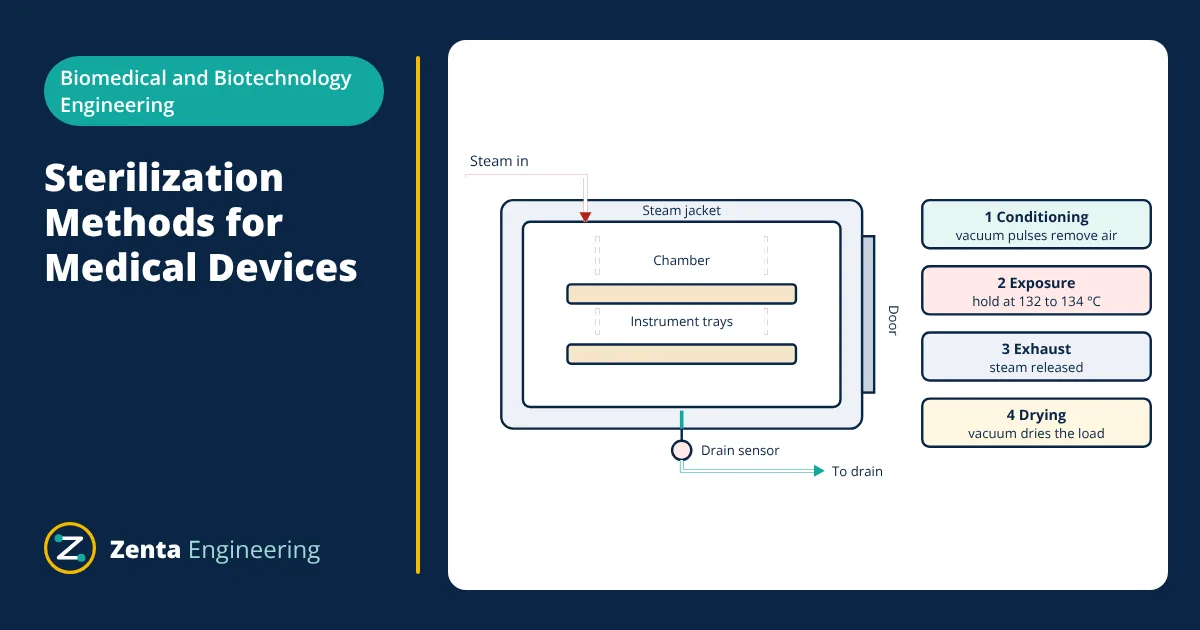 Biomedical and Biotechnology
Engineering
Sterilization
Methods for
Medical Devices
Zenta Engineering
Steam in
Steam jacket
Chamber
Instrument trays
Door
Drain sensor
To drain
1 Conditioning
vacuum pulses remove air
2 Exposure
hold at 132 to 134 °C
3 Exhaust
steam released
4 Drying
vacuum dries the load